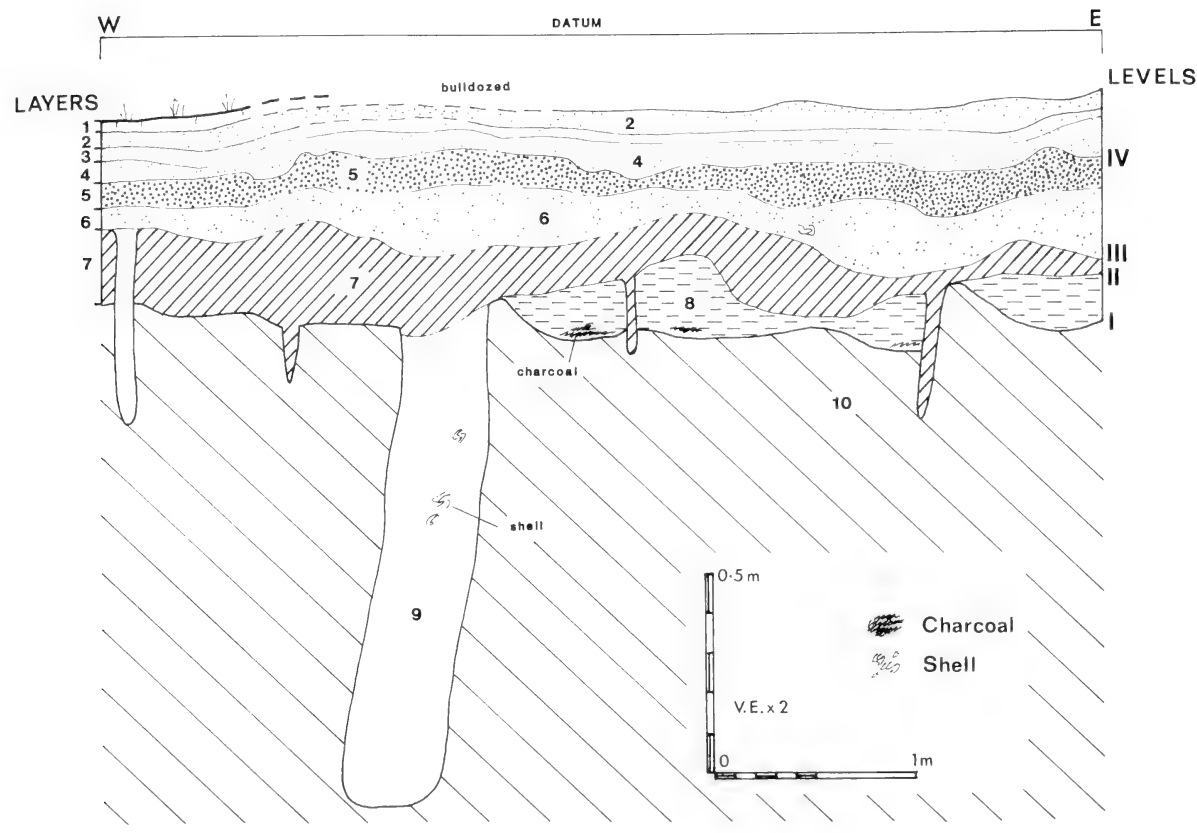 W DATUM E
LEVELS
bulldozed
LAYERS
1
2
2
3
4
IV
4
5
5
6
6
7
III
II
7
8
I
charcoal
10
shell
0·5 m
9
Charcoal
Shell
V.E. x 2
0 1m